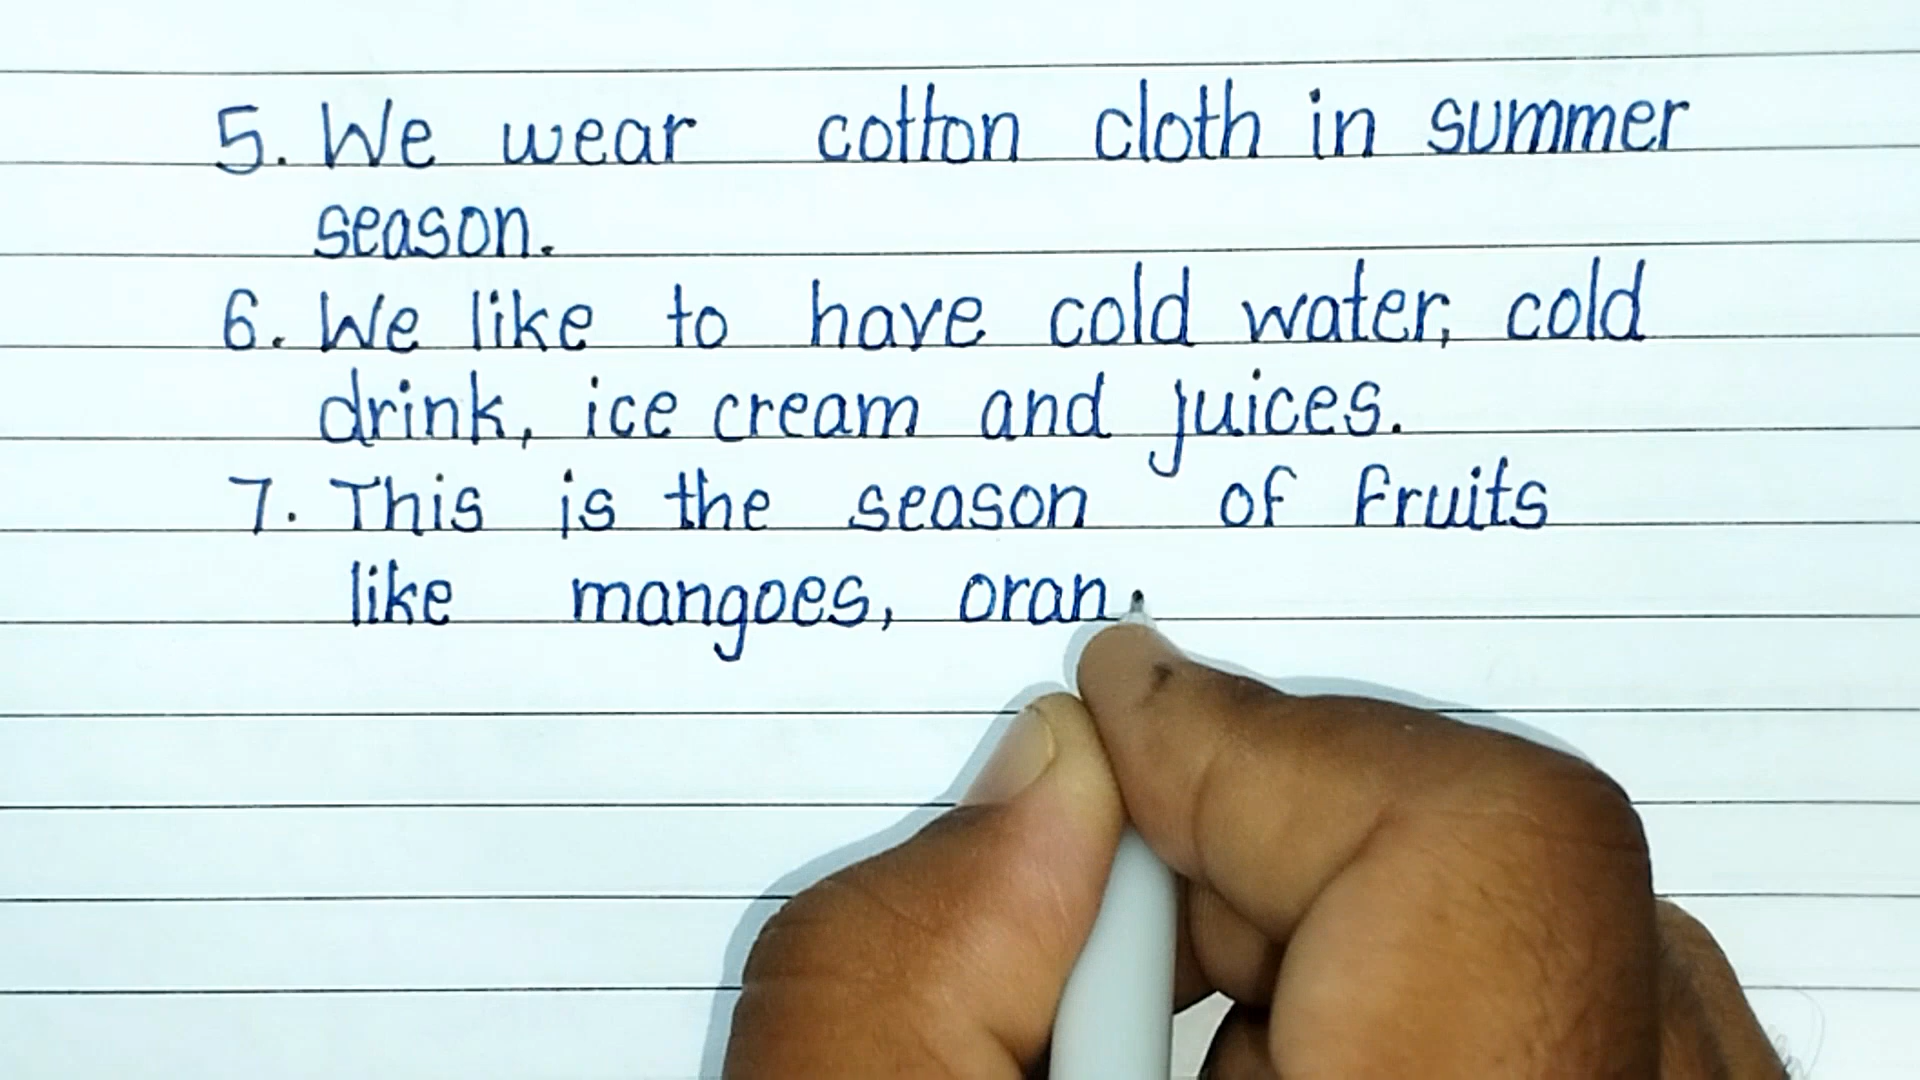 5. We wear cotton cloth in summer
season.
6. We like to have cold water, cold
drink, ice cream and juices.
7. This is the season of fruits
like mangoes, oran